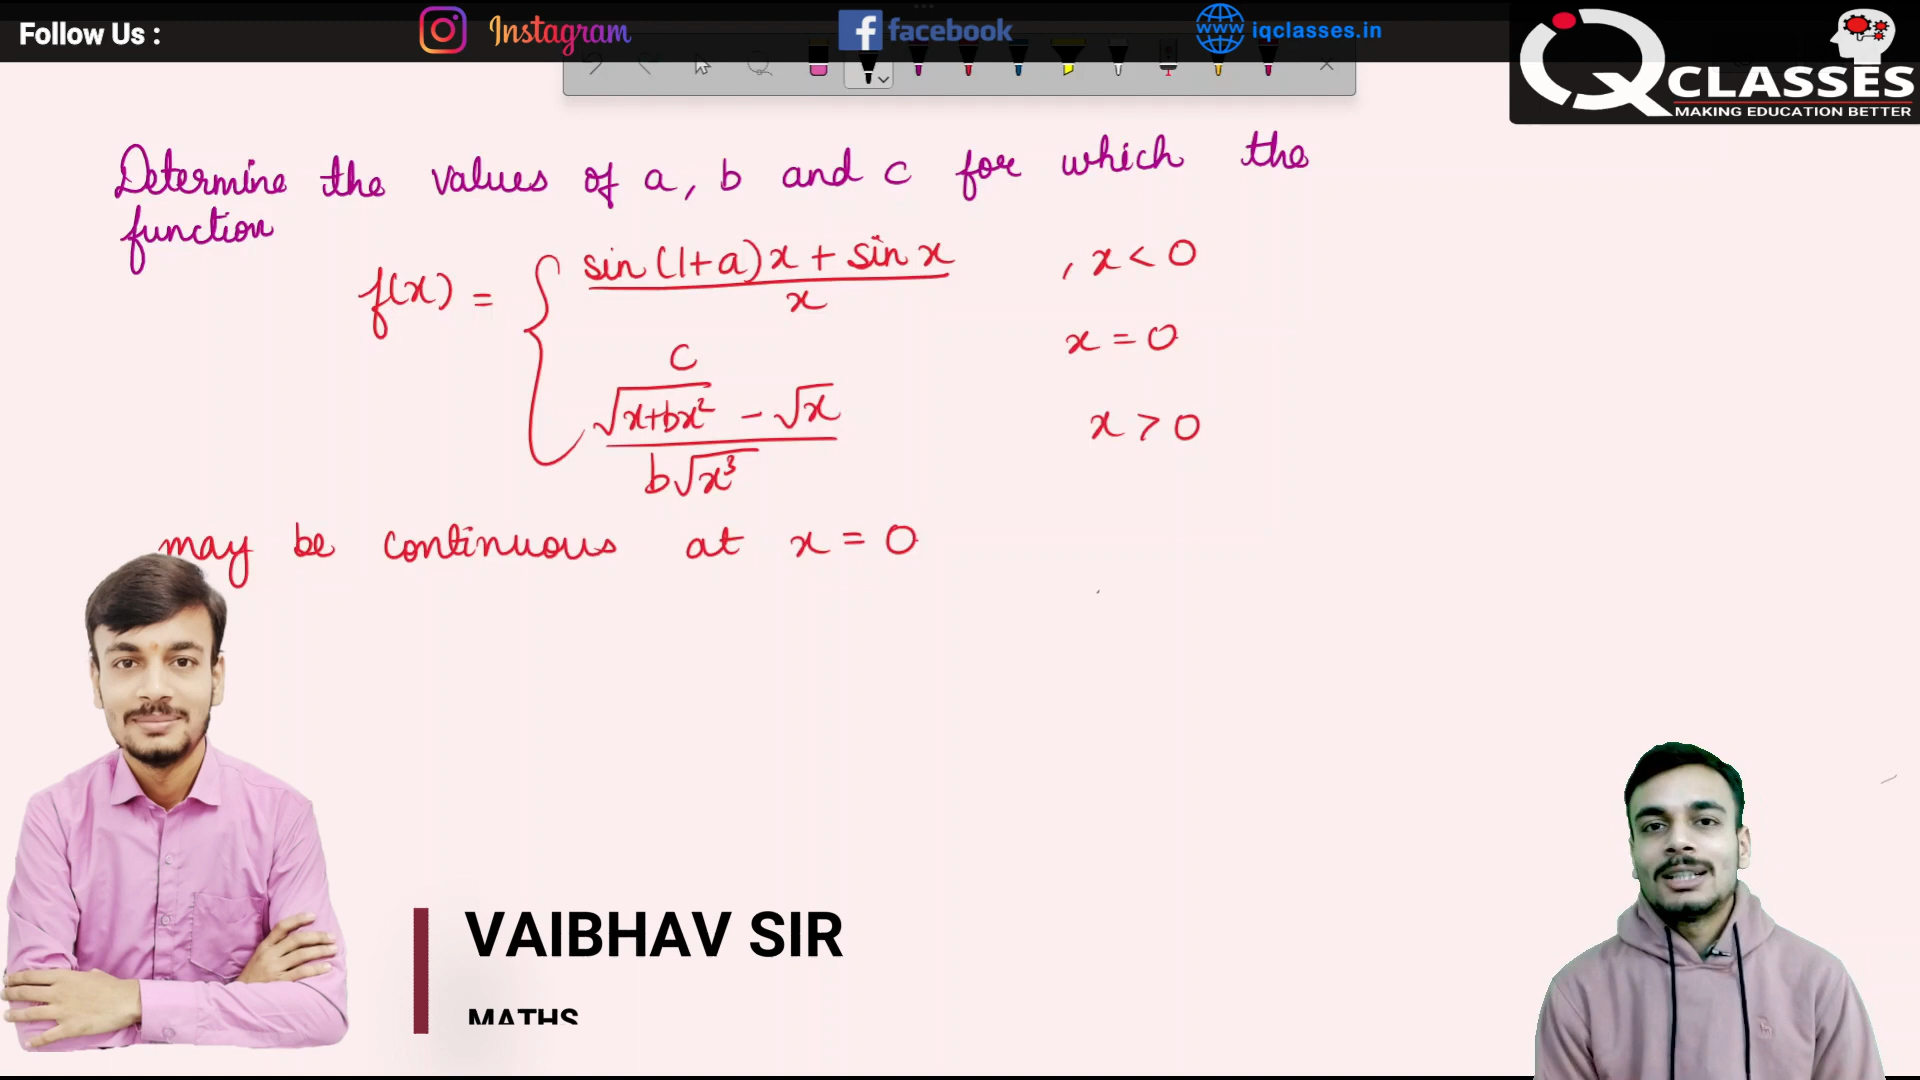 Follow Us :
Instagram
facebook
iqclasses.in
IQ CLASSES
MAKING EDUCATION BETTER
Determine the values of a, b and c for which the
function
f(x) = { sin(1+a)x + sin x / x , x < 0
c x = 0
√(x+bx²) - √x / b√x³ x > 0
may be continuous at x = 0
VAIBHAV SIR
MATHS